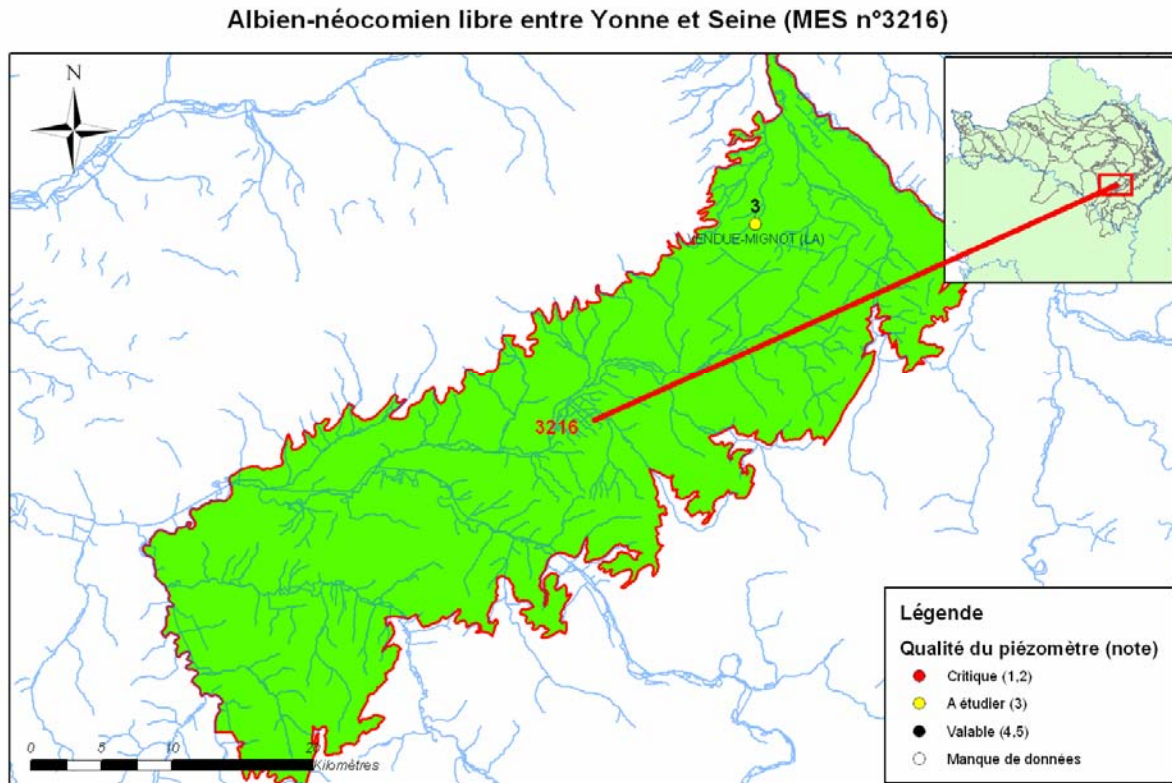 Albien-néocomien libre entre Yonne et Seine (MES n°3216)
N
3
VENDUE-MIGNOT (LA)
3216
Légende
Qualité du piézomètre (note)
Critique (1,2)
A étudier (3)
Valable (4,5)
Manque de données
0 5 10 20
Kilomètres